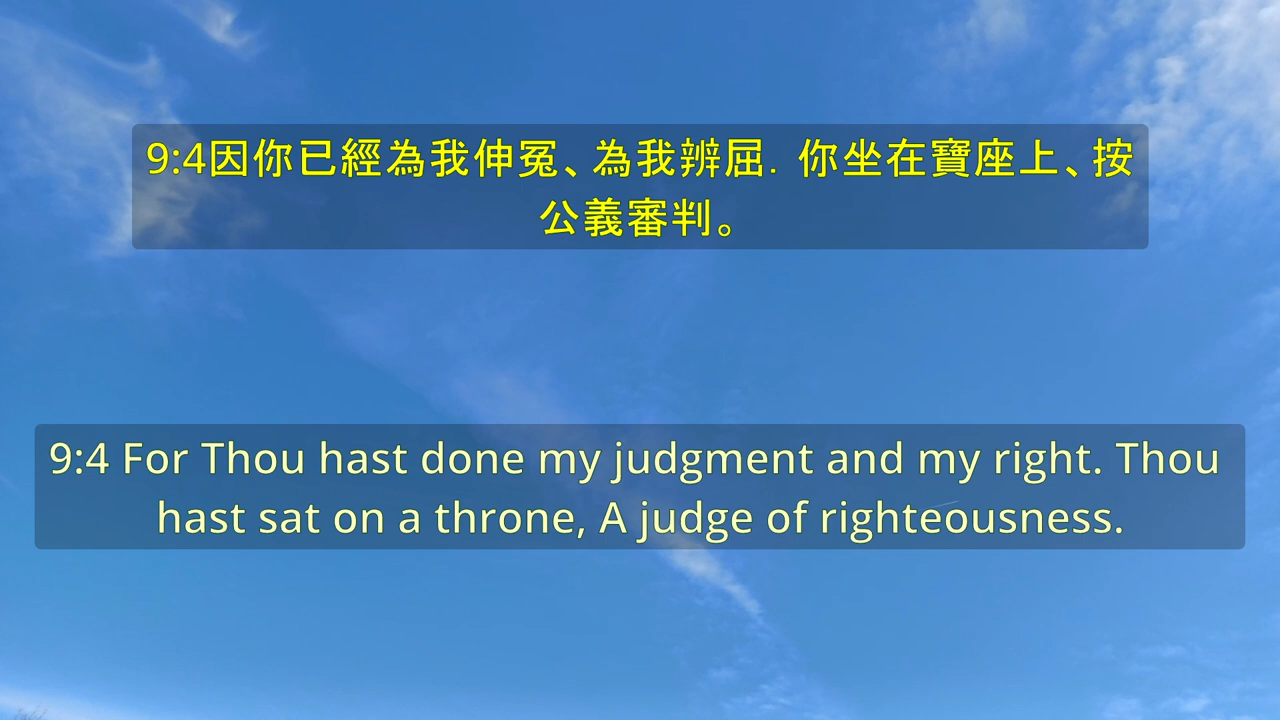 9:4因你已經為我伸冤、為我辨屈．你坐在寶座上、按
公義審判。
9:4 For Thou hast done my judgment and my right. Thou
hast sat on a throne, A judge of righteousness.